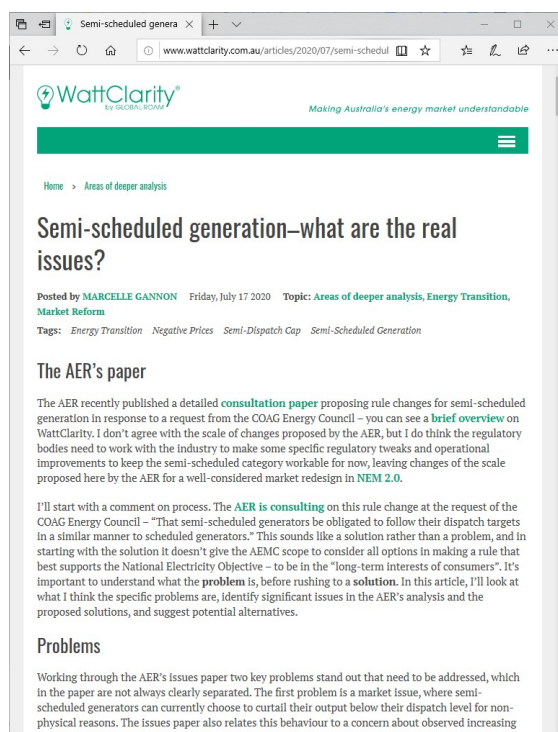 Semi-scheduled genera
www.wattclarity.com.au/articles/2020/07/semi-schedul
WattClarity®
by GLOBAL ROAM
Making Australia's energy market understandable
Home > Areas of deeper analysis
Semi-scheduled generation–what are the real
issues?
Posted by MARCELLE GANNON Friday, July 17 2020 Topic: Areas of deeper analysis, Energy Transition,
Market Reform
Tags: Energy Transition Negative Prices Semi-Dispatch Cap Semi-Scheduled Generation
The AER's paper
The AER recently published a detailed consultation paper proposing rule changes for semi-scheduled
generation in response to a request from the COAG Energy Council – you can see a brief overview on
WattClarity. I don't agree with the scale of changes proposed by the AER, but I do think the regulatory
bodies need to work with the industry to make some specific regulatory tweaks and operational
improvements to keep the semi-scheduled category workable for now, leaving changes of the scale
proposed here by the AER for a well-considered market redesign in NEM 2.0.
I'll start with a comment on process. The AER is consulting on this rule change at the request of the
COAG Energy Council – "That semi-scheduled generators be obligated to follow their dispatch targets
in a similar manner to scheduled generators." This sounds like a solution rather than a problem, and in
starting with the solution it doesn't give the AEMC scope to consider all options in making a rule that
best supports the National Electricity Objective – to be in the "long-term interests of consumers". It's
important to understand what the problem is, before rushing to a solution. In this article, I'll look at
what I think the specific problems are, identify significant issues in the AER's analysis and the
proposed solutions, and suggest potential alternatives.
Problems
Working through the AER's issues paper two key problems stand out that need to be addressed, which
in the paper are not always clearly separated. The first problem is a market issue, where semi-
scheduled generators can currently choose to curtail their output below their dispatch level for non-
physical reasons. The issues paper also relates this behaviour to a concern about observed increasing